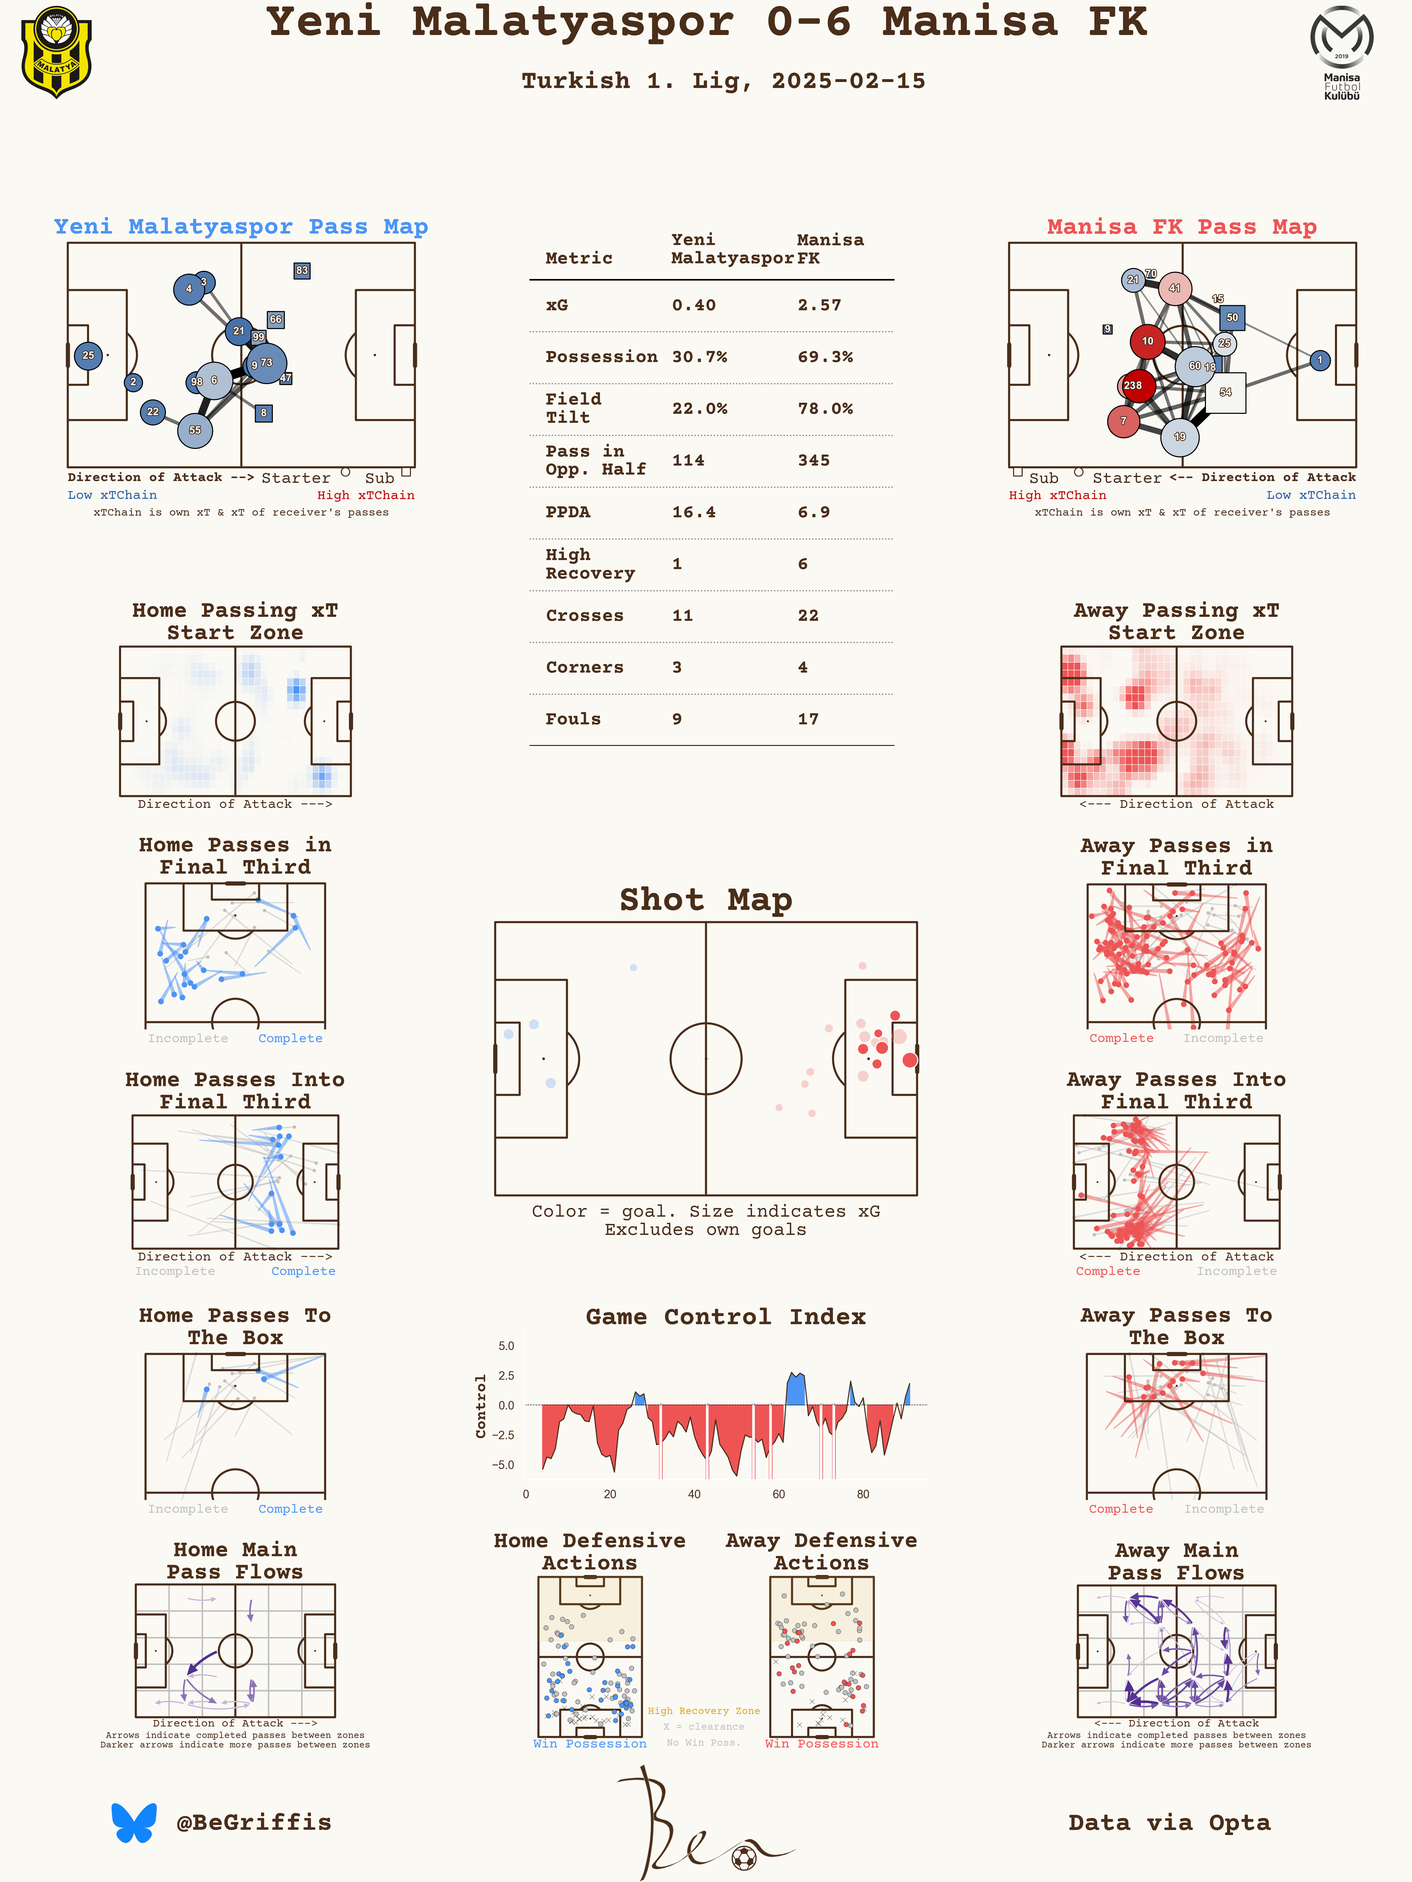 Yeni Malatyaspor 0-6 Manisa FK
Turkish 1. Lig, 2025-02-15
MALATYA
2019
Manisa
Futbol
Kulübü
Yeni Malatyaspor Pass Map
83
3
4
66
21
99
25
9
73
2
98
6
47
22
8
55
Direction of Attack --> Starter Sub
Low xTChain High xTChain
xTChain is own xT & xT of receiver's passes
Metric Yeni Malatyaspor Manisa FK
xG 0.40 2.57
Possession 30.7% 69.3%
Field Tilt 22.0% 78.0%
Pass in Opp. Half 114 345
PPDA 16.4 6.9
High Recovery 1 6
Crosses 11 22
Corners 3 4
Fouls 9 17
Manisa FK Pass Map
21
70
41
15
50
9
10
25
1
60
18
238
54
7
19
Sub Starter <-- Direction of Attack
High xTChain Low xTChain
xTChain is own xT & xT of receiver's passes
Home Passing xT
Start Zone
Direction of Attack --->
Away Passing xT
Start Zone
<--- Direction of Attack
Home Passes in
Final Third
Incomplete Complete
Away Passes in
Final Third
Complete Incomplete
Shot Map
Color = goal. Size indicates xG
Excludes own goals
Home Passes Into
Final Third
Direction of Attack --->
Incomplete Complete
Away Passes Into
Final Third
<--- Direction of Attack
Complete Incomplete
Home Passes To
The Box
Incomplete Complete
Game Control Index
Control
5.0
2.5
0.0
−2.5
−5.0
0 20 40 60 80
Away Passes To
The Box
Complete Incomplete
Home Main
Pass Flows
Direction of Attack --->
Arrows indicate completed passes between zones
Darker arrows indicate more passes between zones
Home Defensive
Actions
Win Possession
High Recovery Zone
X = clearance
No Win Poss.
Away Defensive
Actions
Win Possession
Away Main
Pass Flows
<--- Direction of Attack
Arrows indicate completed passes between zones
Darker arrows indicate more passes between zones
@BeGriffis
Ben
Data via Opta